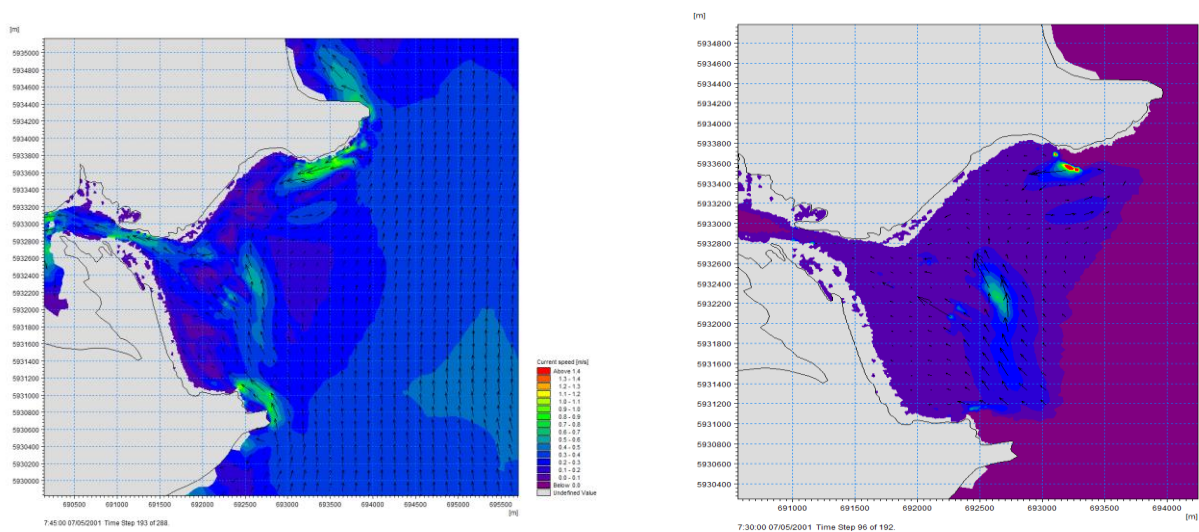 [m]
5935000
5934800
5934600
5934400
5934200
5934000
5933800
5933600
5933400
5933200
5933000
5932800
5932600
5932400
5932200
5932000
5931800
5931600
5931400
5931200
5931000
5930800
5930600
5930400
5930200
5930000
690500 691000 691500 692000 692500 693000 693500 694000 694500 695000 695500
[m]
7:45:00 07/05/2001 Time Step 193 of 288.
Current speed [m/s]
Above 1.4
1.3 - 1.4
1.2 - 1.3
1.1 - 1.2
1.0 - 1.1
0.9 - 1.0
0.8 - 0.9
0.7 - 0.8
0.6 - 0.7
0.5 - 0.6
0.4 - 0.5
0.3 - 0.4
0.2 - 0.3
0.1 - 0.2
0.0 - 0.1
Below 0.0
Undefined Value
[m]
5934800
5934600
5934400
5934200
5934000
5933800
5933600
5933400
5933200
5933000
5932800
5932600
5932400
5932200
5932000
5931800
5931600
5931400
5931200
5931000
5930800
5930600
5930400
691000 691500 692000 692500 693000 693500 694000
[m]
7:30:00 07/05/2001 Time Step 96 of 192.